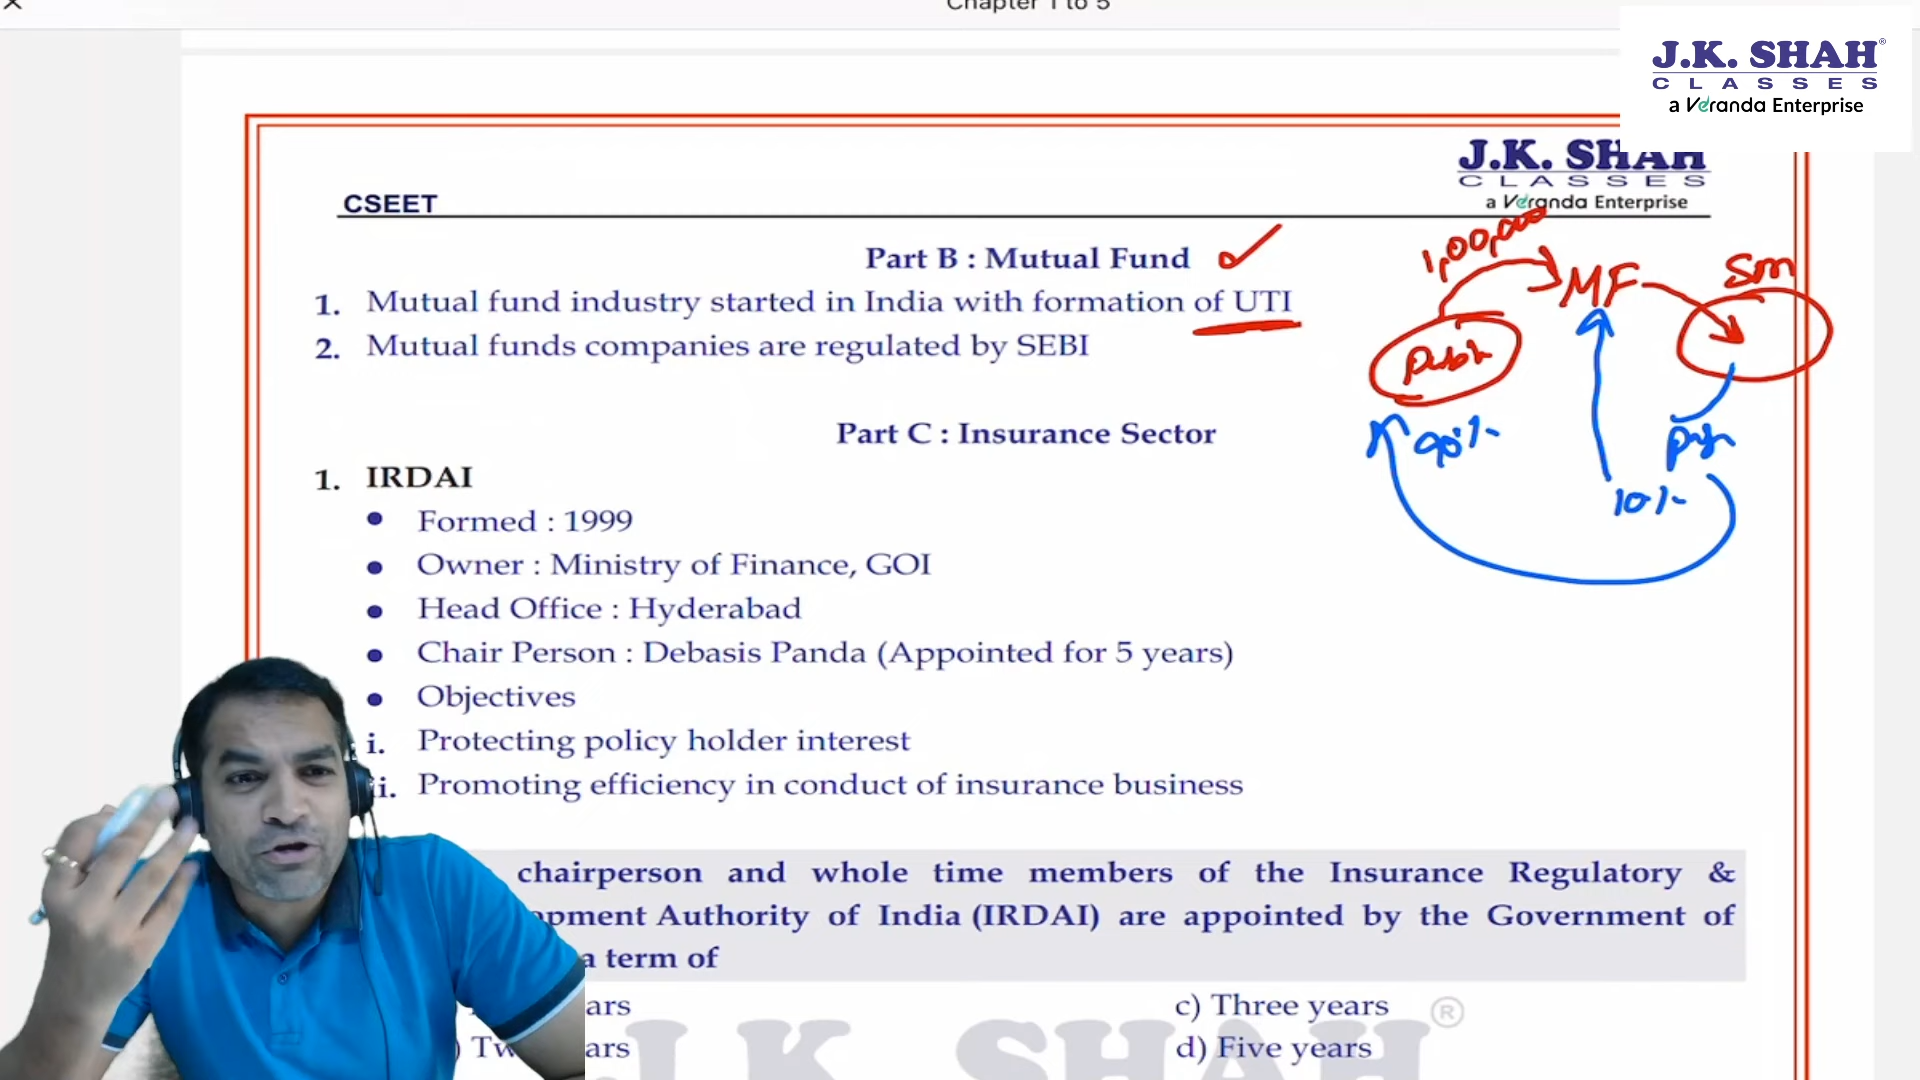 Chapter 1 to 5
J.K. SHAH®
CLASSES
a Veranda Enterprise
J.K. SHAH
CLASSES
a Veranda Enterprise
CSEET
Part B : Mutual Fund
1. Mutual fund industry started in India with formation of UTI
2. Mutual funds companies are regulated by SEBI
1,00,000
MF
Sm
90%
10%
Part C : Insurance Sector
1. IRDAI
• Formed : 1999
• Owner : Ministry of Finance, GOI
• Head Office : Hyderabad
• Chair Person : Debasis Panda (Appointed for 5 years)
• Objectives
i. Protecting policy holder interest
ii. Promoting efficiency in conduct of insurance business
chairperson and whole time members of the Insurance Regulatory &
opment Authority of India (IRDAI) are appointed by the Government of
a term of
ars
c) Three years
) Tw ars
d) Five years
J.K. SHAH ®